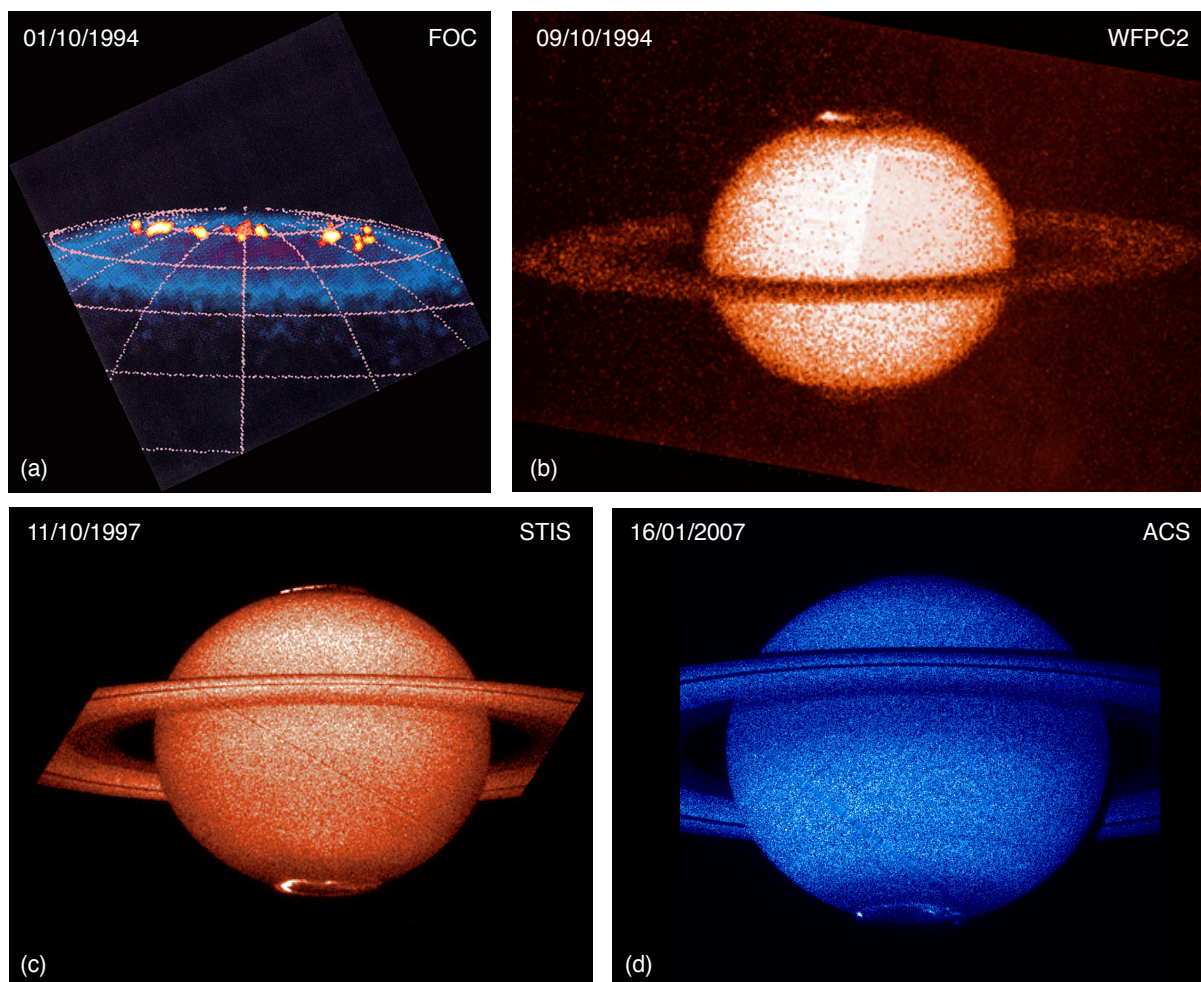 01/10/1994 FOC
(a)
09/10/1994 WFPC2
(b)
11/10/1997 STIS
(c)
16/01/2007 ACS
(d)